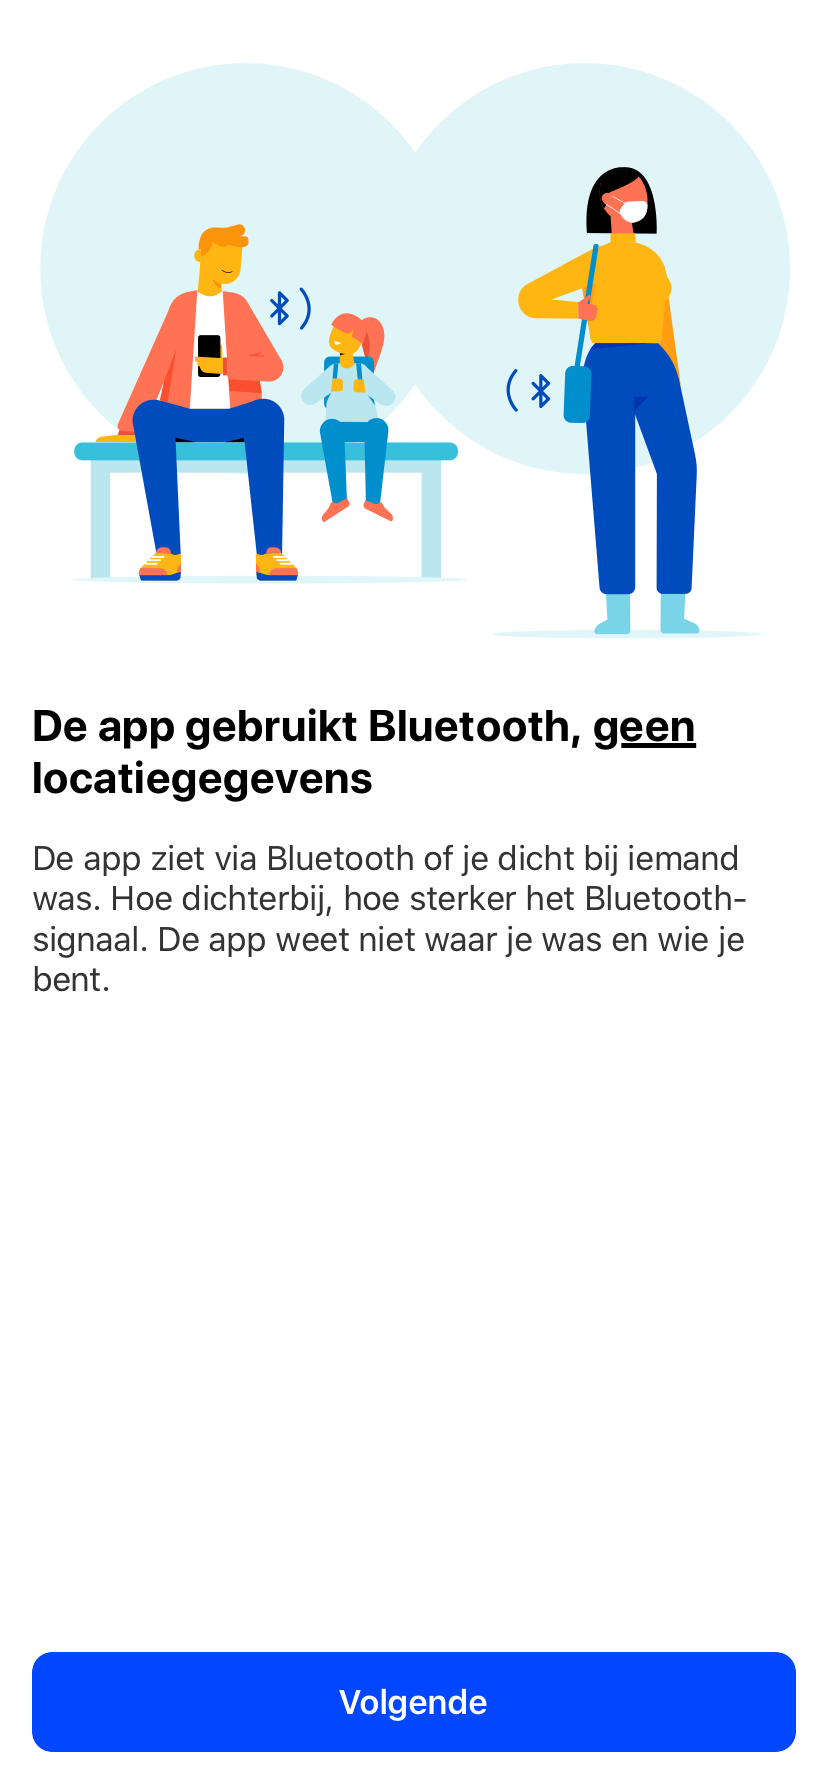 De app gebruikt Bluetooth, geen
locatiegegevens
De app ziet via Bluetooth of je dicht bij iemand
was. Hoe dichterbij, hoe sterker het Bluetooth-
signaal. De app weet niet waar je was en wie je
bent.
Volgende